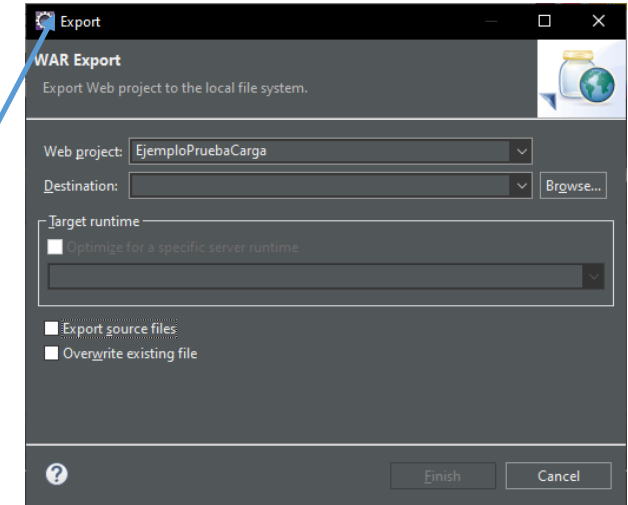 Export
WAR Export
Export Web project to the local file system.
Web project: EjemploPruebaCarga
Destination: Browse...
Target runtime
Optimize for a specific server runtime
Export source files
Overwrite existing file
? Finish Cancel